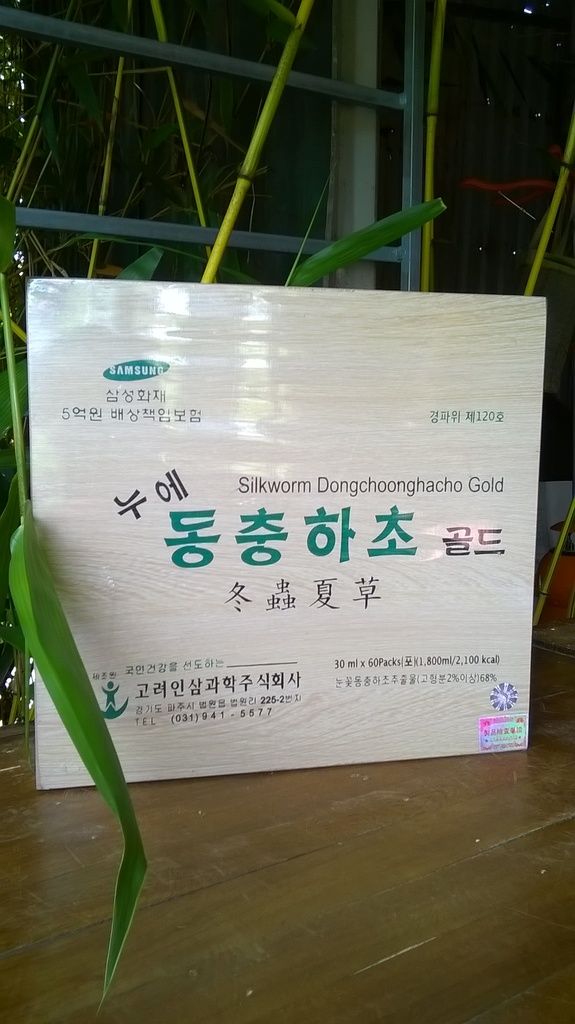 SAMSUNG
삼성화재
5억원 배상책임보험
경파위 제120호
누에
Silkworm Dongchoonghacho Gold
동충하초 골드
冬蟲夏草
제조원 국민건강을 선도하는
고려인삼과학주식회사
경기도 파주시 법원읍 법원리 225-2번지
TEL (031)941-5577
30 ml x 60Packs(포)(1,800ml/2,100 kcal)
눈꽃동충하초추출물(고형분2%이상)68%